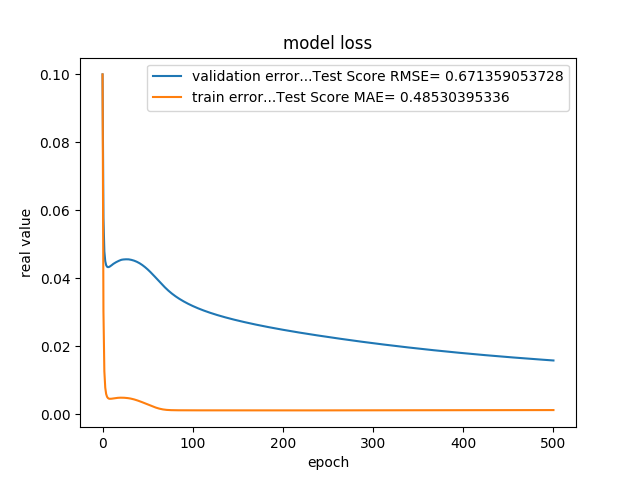 model loss
validation error...Test Score RMSE= 0.671359053728
train error...Test Score MAE= 0.48530395336
real value
0.10
0.08
0.06
0.04
0.02
0.00
0 100 200 300 400 500
epoch